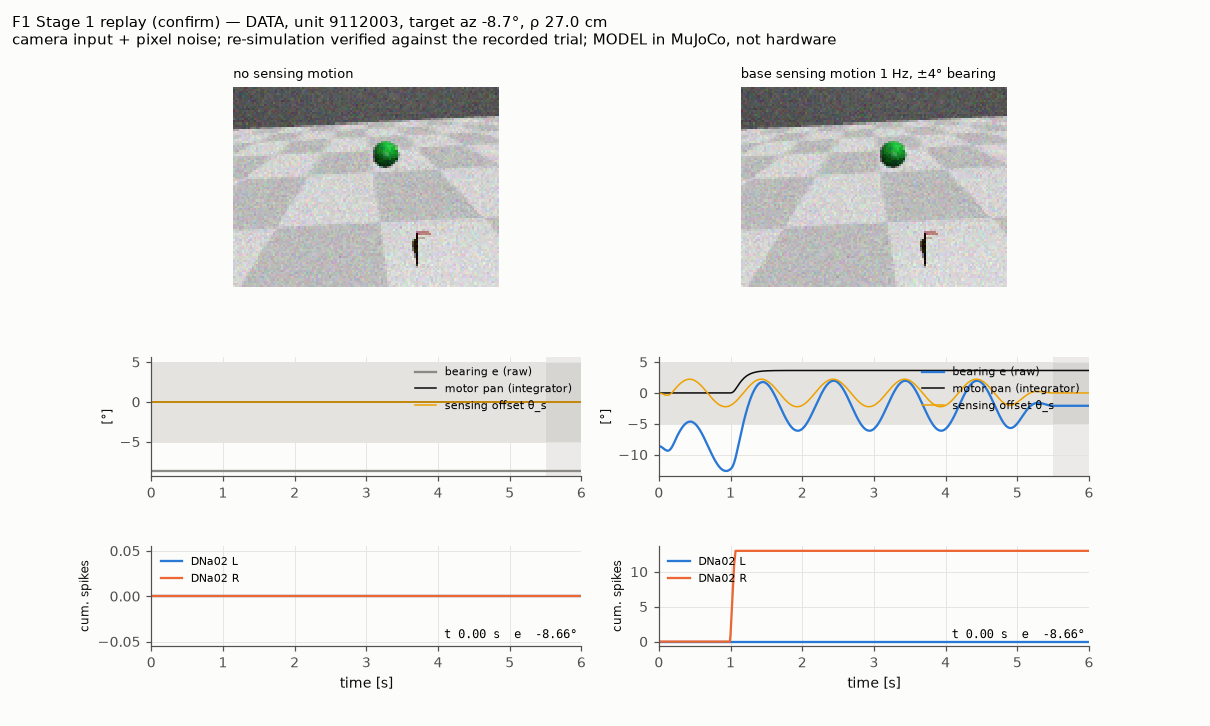 F1 Stage 1 replay (confirm) — DATA, unit 9112003, target az -8.7°, ρ 27.0 cm
camera input + pixel noise; re-simulation verified against the recorded trial; MODEL in MuJoCo, not hardware
no sensing motion
base sensing motion 1 Hz, ±4° bearing
5
0
−5
[°]
bearing e (raw)
motor pan (integrator)
sensing offset θ_s
0 1 2 3 4 5 6
5
0
−5
−10
[°]
bearing e (raw)
motor pan (integrator)
sensing offset θ_s
0 1 2 3 4 5 6
0.05
0.00
−0.05
cum. spikes
DNa02 L
DNa02 R
t 0.00 s e -8.66°
0 1 2 3 4 5 6
time [s]
10
5
0
cum. spikes
DNa02 L
DNa02 R
t 0.00 s e -8.66°
0 1 2 3 4 5 6
time [s]